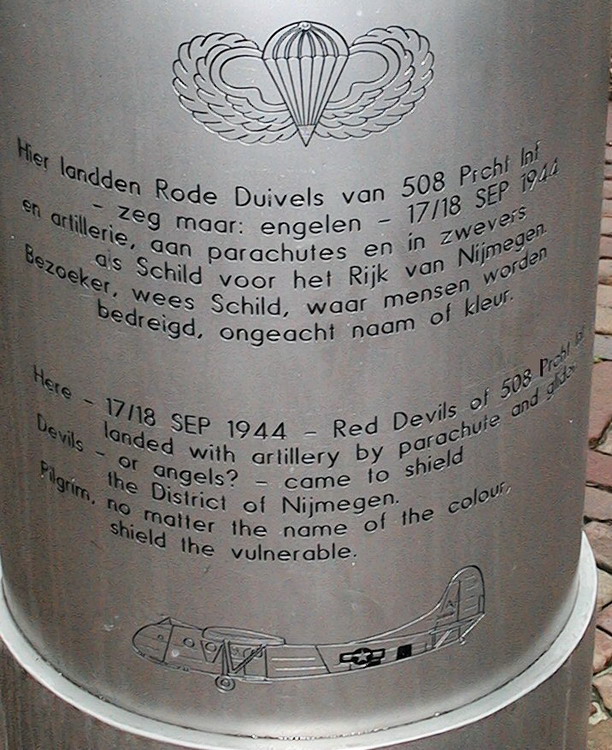 Hier landden Rode Duivels van 508 Prcht Inf
- zeg maar: engelen - 17/18 SEP 1944
en artillerie, aan parachutes en in zwevers
als Schild voor het Rijk van Nijmegen.
Bezoeker, wees Schild, waar mensen worden
bedreigd, ongeacht naam of kleur.
Here - 17/18 SEP 1944 - Red Devils of 508 Prcht Inf
landed with artillery by parachute and glider
Devils - or angels? - came to shield
the District of Nijmegen.
Pilgrim, no matter the name of the colour,
shield the vulnerable.